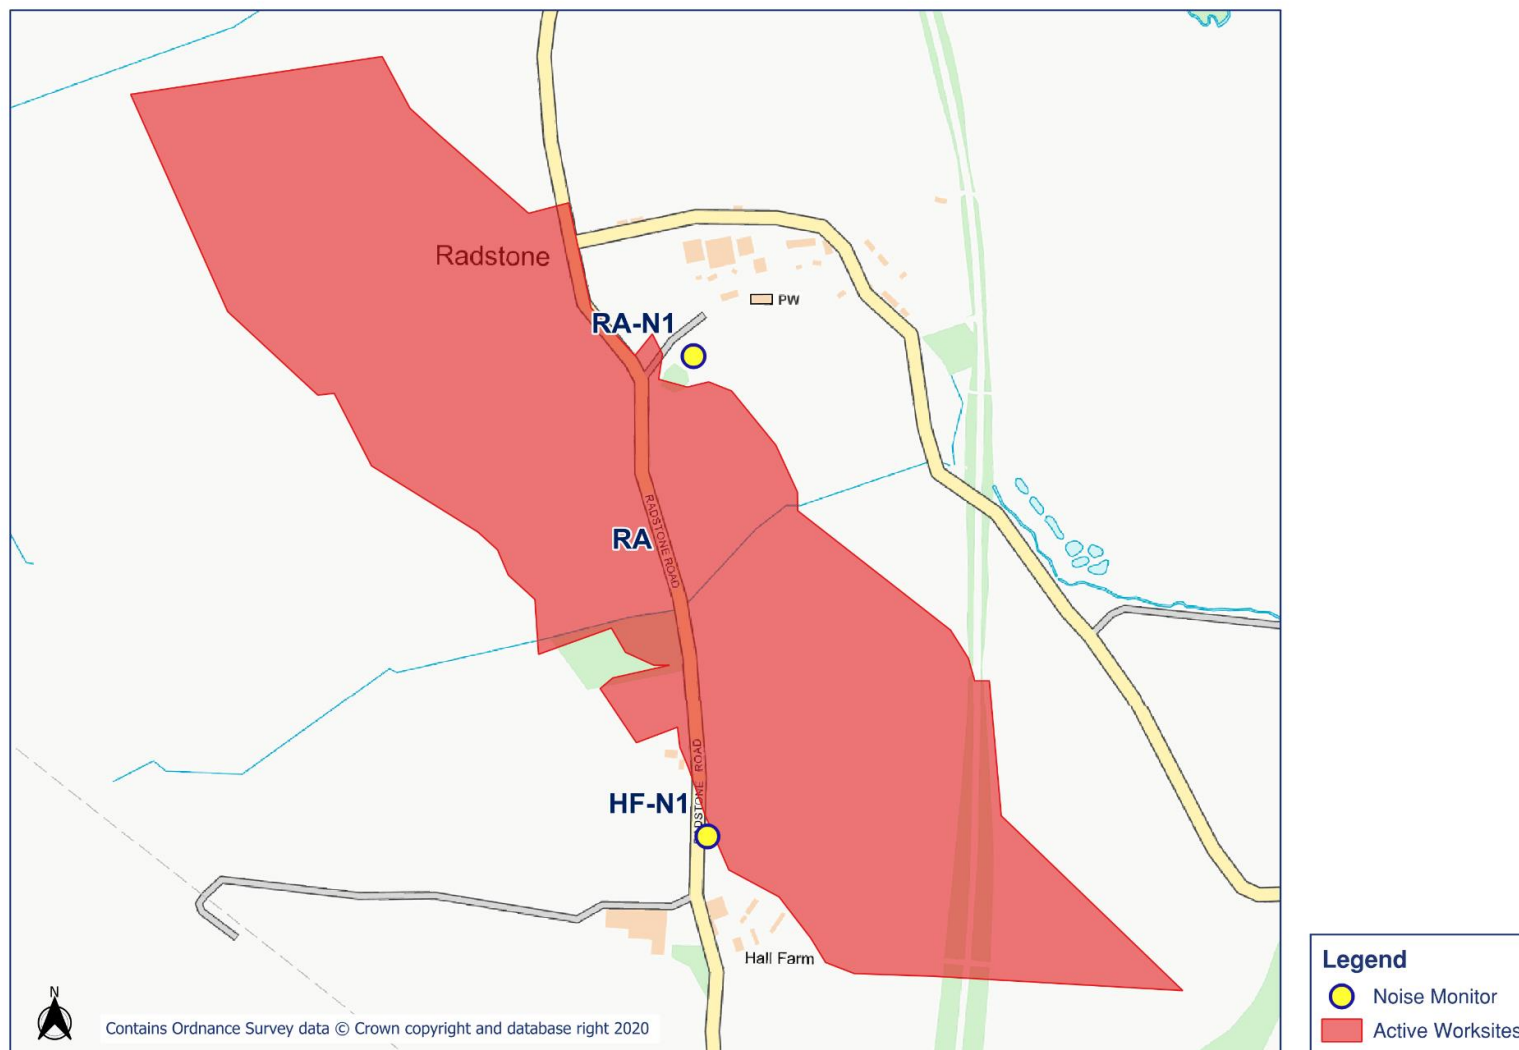 Radstone
PW
RA-N1
RADSTONE ROAD
RA
RADSTONE ROAD
HF-N1
Hall Farm
N
Contains Ordnance Survey data © Crown copyright and database right 2020
Legend
Noise Monitor
Active Worksites